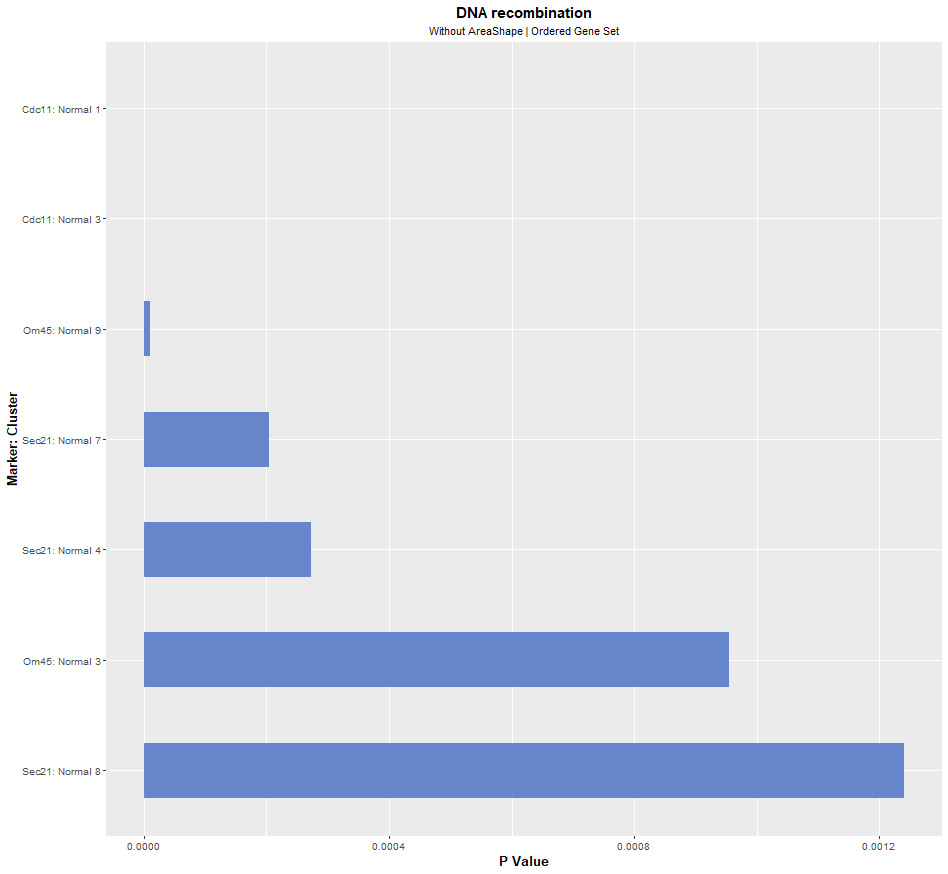 DNA recombination
Without AreaShape | Ordered Gene Set
Marker: Cluster
Cdc11: Normal 1
Cdc11: Normal 3
Om45: Normal 9
Sec21: Normal 7
Sec21: Normal 4
Om45: Normal 3
Sec21: Normal 8
0.0000 0.0004 0.0008 0.0012
P Value